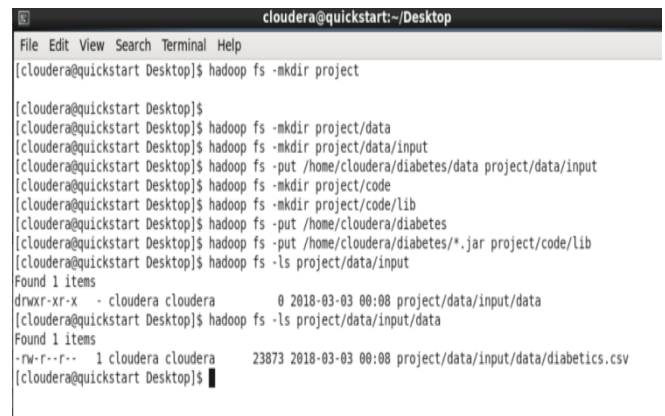 cloudera@quickstart:~/Desktop
File Edit View Search Terminal Help
[cloudera@quickstart Desktop]$ hadoop fs -mkdir project
[cloudera@quickstart Desktop]$
[cloudera@quickstart Desktop]$ hadoop fs -mkdir project/data
[cloudera@quickstart Desktop]$ hadoop fs -mkdir project/data/input
[cloudera@quickstart Desktop]$ hadoop fs -put /home/cloudera/diabetes/data project/data/input
[cloudera@quickstart Desktop]$ hadoop fs -mkdir project/code
[cloudera@quickstart Desktop]$ hadoop fs -mkdir project/code/lib
[cloudera@quickstart Desktop]$ hadoop fs -put /home/cloudera/diabetes
[cloudera@quickstart Desktop]$ hadoop fs -put /home/cloudera/diabetes/*.jar project/code/lib
[cloudera@quickstart Desktop]$ hadoop fs -ls project/data/input
Found 1 items
drwxr-xr-x - cloudera cloudera 0 2018-03-03 00:08 project/data/input/data
[cloudera@quickstart Desktop]$ hadoop fs -ls project/data/input/data
Found 1 items
-rw-r--r-- 1 cloudera cloudera 23873 2018-03-03 00:08 project/data/input/data/diabetics.csv
[cloudera@quickstart Desktop]$